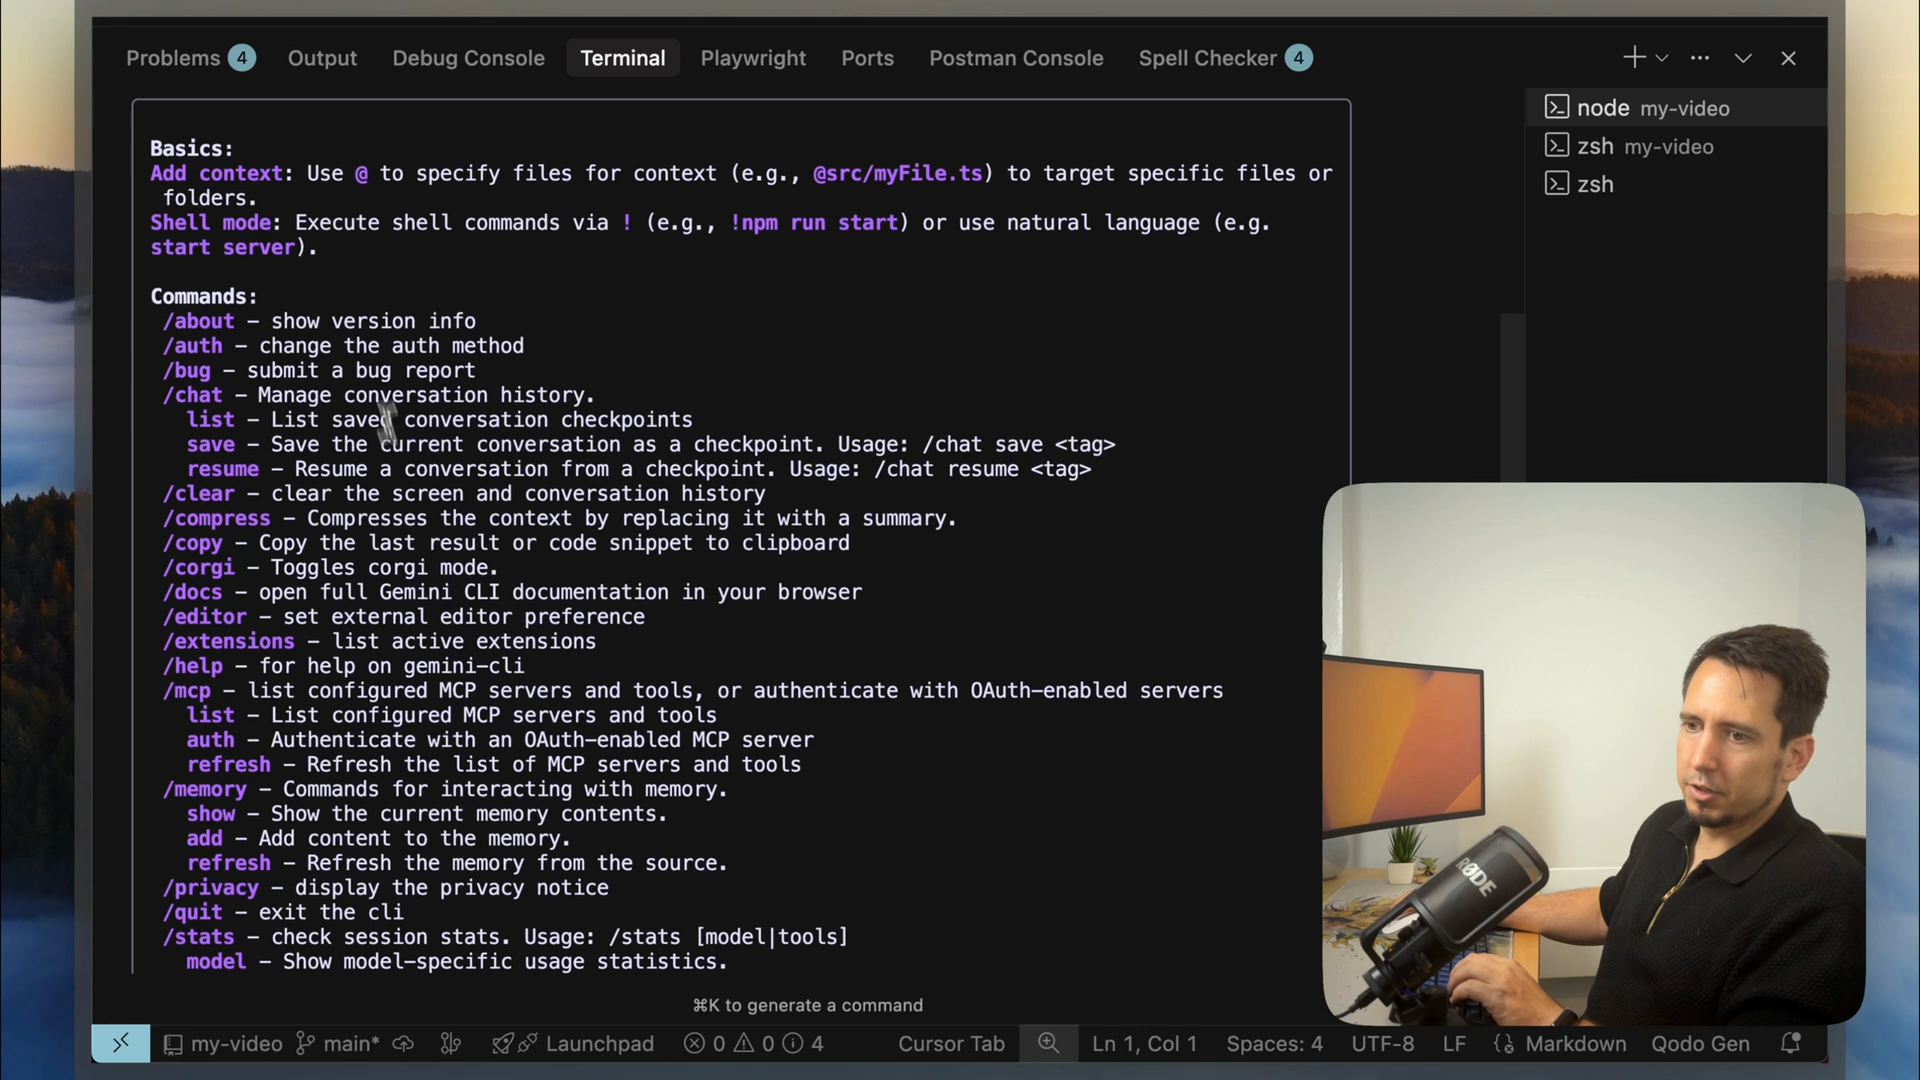 Problems 4 Output Debug Console Terminal Playwright Ports Postman Console Spell Checker 4
Basics:
Add context: Use @ to specify files for context (e.g., @src/myFile.ts) to target specific files or
folders.
Shell mode: Execute shell commands via ! (e.g., !npm run start) or use natural language (e.g.
start server).
Commands:
/about – show version info
/auth – change the auth method
/bug – submit a bug report
/chat – Manage conversation history.
list – List saved conversation checkpoints
save – Save the current conversation as a checkpoint. Usage: /chat save <tag>
resume – Resume a conversation from a checkpoint. Usage: /chat resume <tag>
/clear – clear the screen and conversation history
/compress – Compresses the context by replacing it with a summary.
/copy – Copy the last result or code snippet to clipboard
/corgi – Toggles corgi mode.
/docs – open full Gemini CLI documentation in your browser
/editor – set external editor preference
/extensions – list active extensions
/help – for help on gemini-cli
/mcp – list configured MCP servers and tools, or authenticate with OAuth-enabled servers
list – List configured MCP servers and tools
auth – Authenticate with an OAuth-enabled MCP server
refresh – Refresh the list of MCP servers and tools
/memory – Commands for interacting with memory.
show – Show the current memory contents.
add – Add content to the memory.
refresh – Refresh the memory from the source.
/privacy – display the privacy notice
/quit – exit the cli
/stats – check session stats. Usage: /stats [model|tools]
model – Show model-specific usage statistics.
⌘K to generate a command
node my-video
zsh my-video
zsh
RØDE
my-video main* Launchpad 0 0 4 Cursor Tab Ln 1, Col 1 Spaces: 4 UTF-8 LF Markdown Qodo Gen